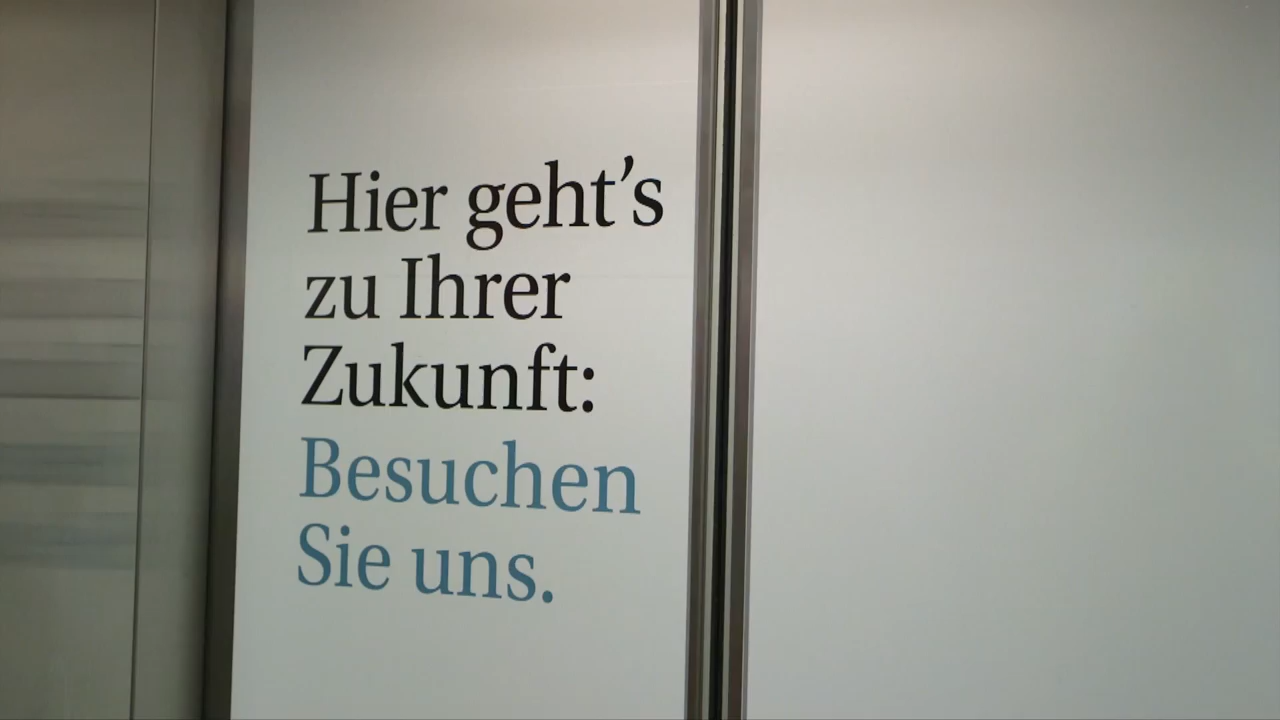 Hier geht’s
zu Ihrer
Zukunft:
Besuchen
Sie uns.